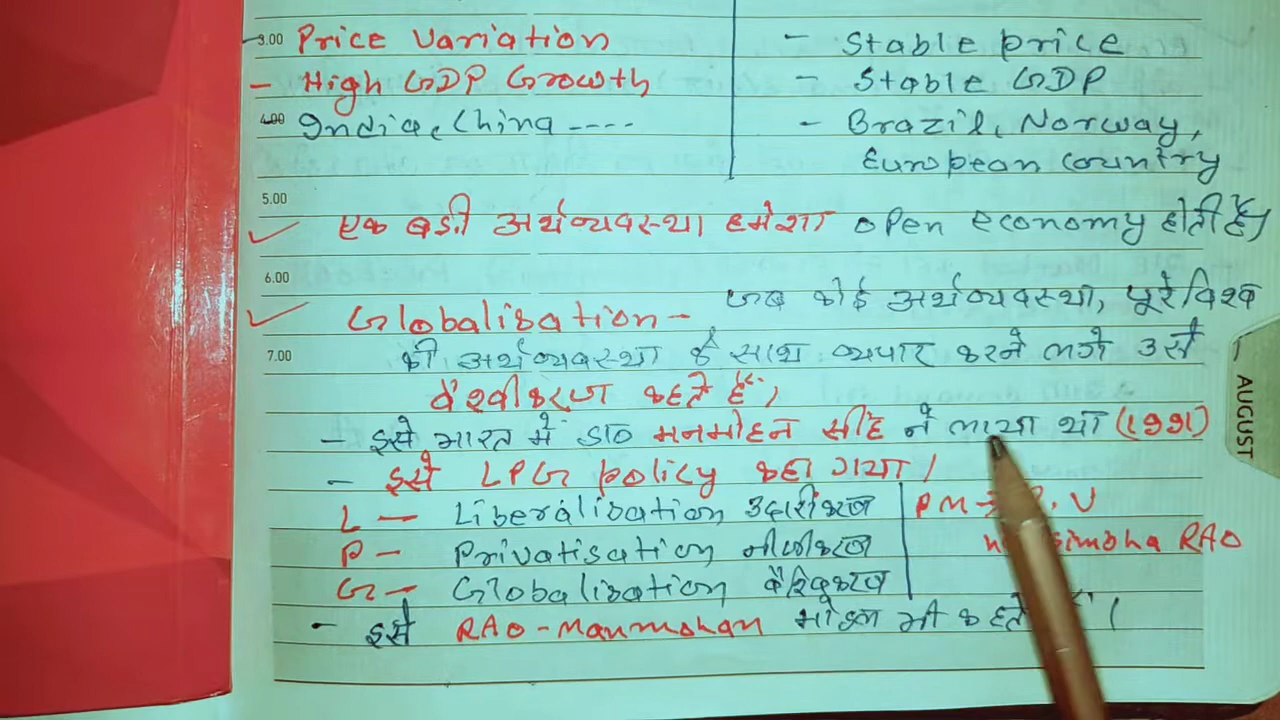 3.00 Price Variation - Stable price
- High GDP Growth - Stable GDP
4.00 India, China ---- - Brazil, Norway,
European country
5.00
एक बड़ी अर्थव्यवस्था हमेशा open economy होती है।
6.00
Globalisation - जब कोई अर्थव्यवस्था, पूरे विश्व
7.00 की अर्थव्यवस्था के साथ व्यपार करने लगे उसे
वैश्वीकरण कहते हैं,
- इसे भारत में डा० मनमोहन सींह ने लाया था (1991)
- इसे LPG policy कहा गया।
L - Liberalisation उदारीकरण PM → V
P - Privatisation नीजीकरण RAO
G - Globalisation वैश्विकरण
- इसे RAO-Manmohan मोडल भी कहते
AUGUST